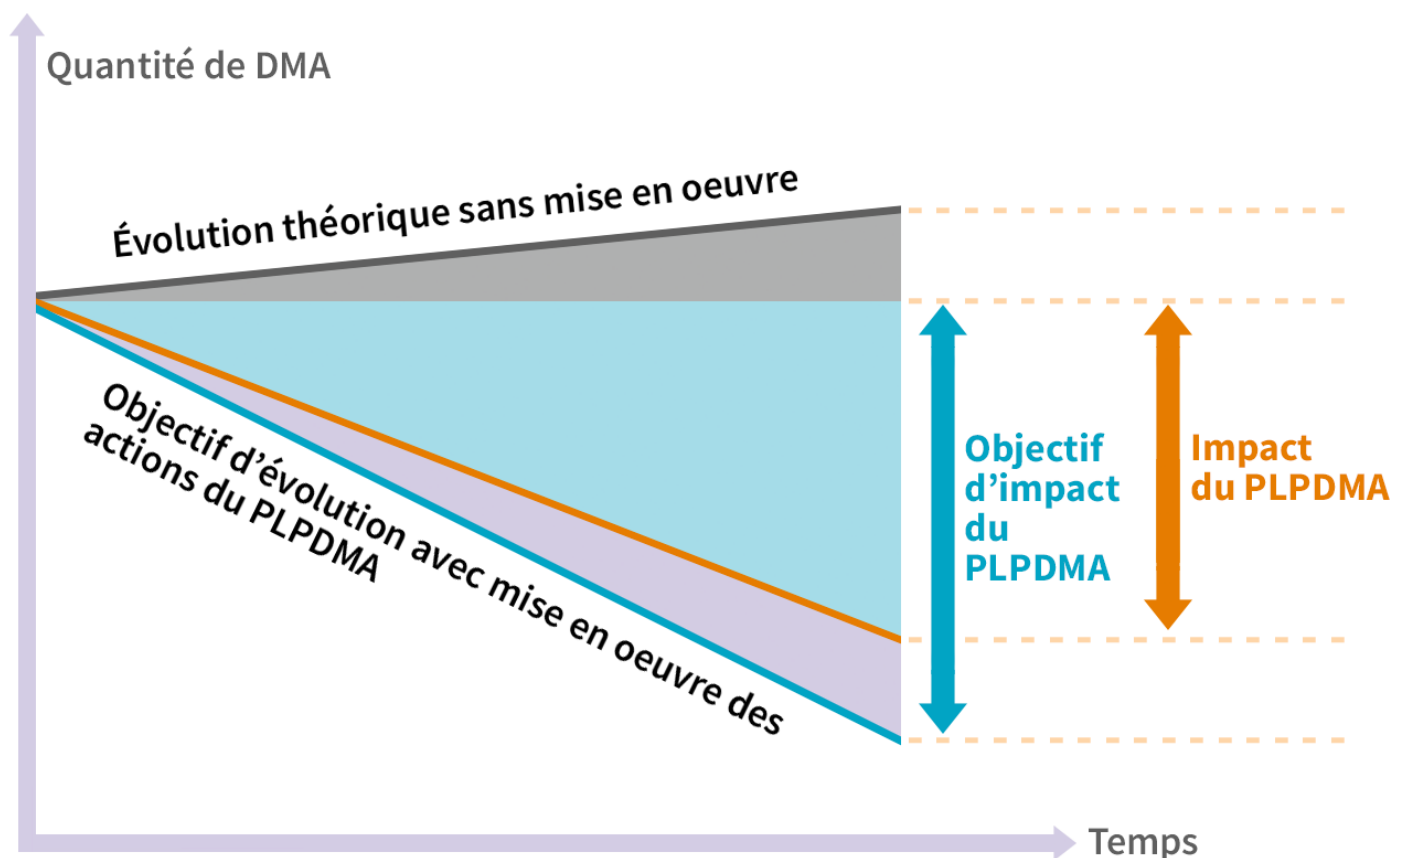 Quantité de DMA
Évolution théorique sans mise en oeuvre
Objectif d'évolution avec mise en oeuvre des
actions du PLPDMA
Objectif
d'impact
du
PLPDMA
Impact
du PLPDMA
Temps